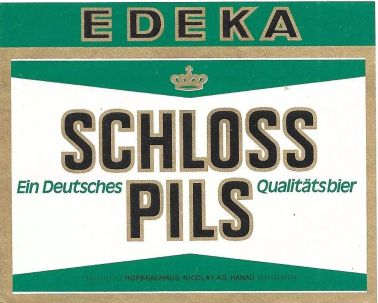 EDEKA
SCHLOSS
Ein Deutsches Qualitätsbier
PILS
HOFBRAUHAUS NICOLAY AG HANAU